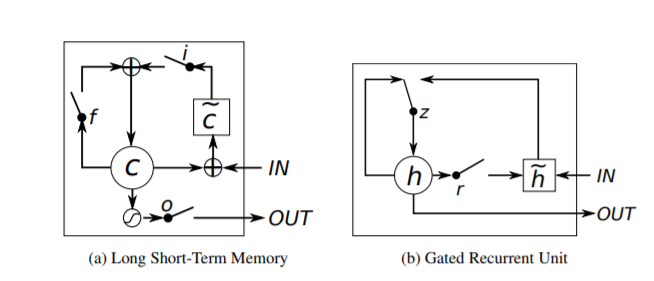 i
f
c̃
C
IN
o
OUT
(a) Long Short-Term Memory
z
h
r
h̃
IN
OUT
(b) Gated Recurrent Unit